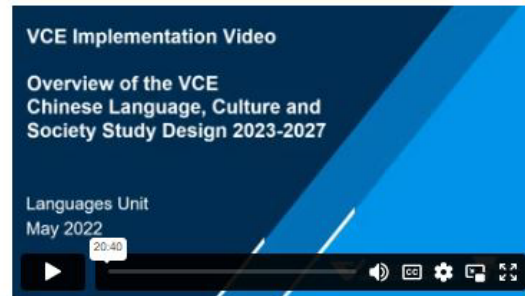 VCE Implementation Video
Overview of the VCE
Chinese Language, Culture and
Society Study Design 2023-2027
Languages Unit
May 2022
20:40
CC